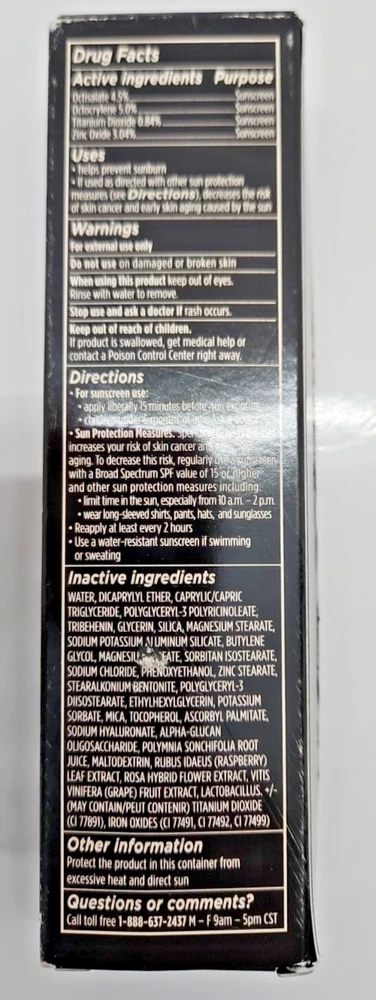 Drug Facts
Active ingredients Purpose
Octisalate 4.5% Sunscreen
Octocrylene 5.0% Sunscreen
Titanium Dioxide 0.84% Sunscreen
Zinc Oxide 3.04% Sunscreen
Uses
• helps prevent sunburn
• If used as directed with other sun protection
measures (see Directions), decreases the risk
of skin cancer and early skin aging caused by the sun
Warnings
For external use only
Do not use on damaged or broken skin
When using this product keep out of eyes.
Rinse with water to remove.
Stop use and ask a doctor if rash occurs.
Keep out of reach of children.
If product is swallowed, get medical help or
contact a Poison Control Center right away.
Directions
• For sunscreen use:
• apply liberally 15 minutes before sun exposure
• children under 6 months of age:
• Sun Protection Measures.
increases your risk of skin cancer and
aging. To decrease this risk, regularly use a sunscreen
with a Broad Spectrum SPF value of 15 or higher
and other sun protection measures including:
• limit time in the sun, especially from 10 a.m. – 2 p.m.
• wear long-sleeved shirts, pants, hats, and sunglasses
• Reapply at least every 2 hours
• Use a water-resistant sunscreen if swimming
or sweating
Inactive ingredients
WATER, DICAPRYLYL ETHER, CAPRYLIC/CAPRIC
TRIGLYCERIDE, POLYGLYCERYL-3 POLYRICINOLEATE,
TRIBEHENIN, GLYCERIN, SILICA, MAGNESIUM STEARATE,
SODIUM POTASSIUM ALUMINUM SILICATE, BUTYLENE
GLYCOL, SORBITAN ISOSTEARATE,
SODIUM CHLORIDE, PHENOXYETHANOL, ZINC STEARATE,
STEARALKONIUM BENTONITE, POLYGLYCERYL-3
DIISOSTEARATE, ETHYLHEXYLGLYCERIN, POTASSIUM
SORBATE, MICA, TOCOPHEROL, ASCORBYL PALMITATE,
SODIUM HYALURONATE, ALPHA-GLUCAN
OLIGOSACCHARIDE, POLYMNIA SONCHIFOLIA ROOT
JUICE, MALTODEXTRIN, RUBUS IDAEUS (RASPBERRY)
LEAF EXTRACT, ROSA HYBRID FLOWER EXTRACT, VITIS
VINIFERA (GRAPE) FRUIT EXTRACT, LACTOBACILLUS. +/-
(MAY CONTAIN/PEUT CONTENIR) TITANIUM DIOXIDE
(CI 77891), IRON OXIDES (CI 77491, CI 77492, CI 77499)
Other information
Protect the product in this container from
excessive heat and direct sun
Questions or comments?
Call toll free 1-888-637-2437 M – F 9am – 5pm CST